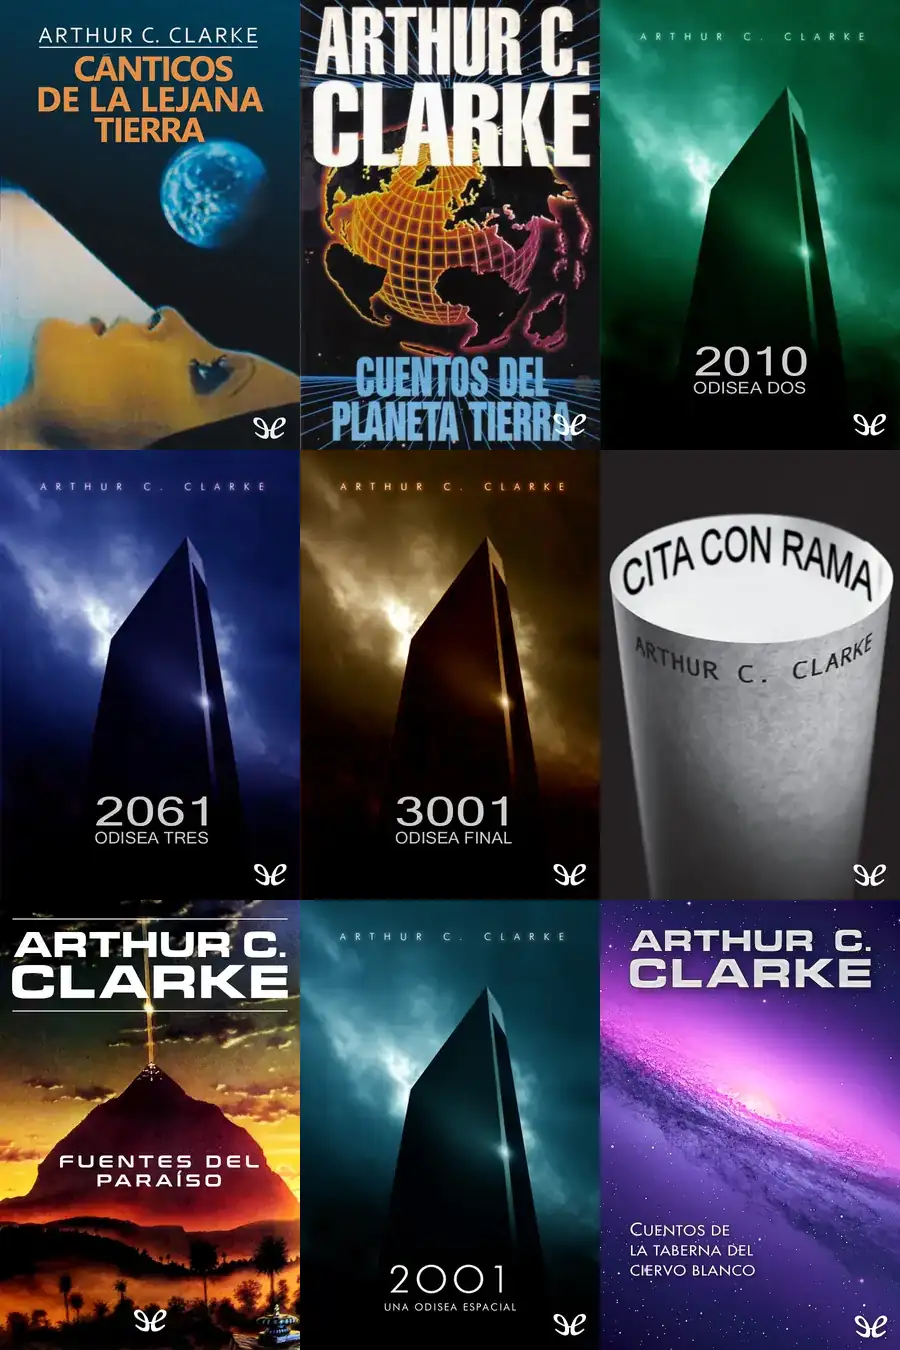 ARTHUR C. CLARKE
CÁNTICOS
DE LA LEJANA
TIERRA
ARTHUR C.
CLARKE
CUENTOS DEL
PLANETA TIERRA
ARTHUR C. CLARKE
2010
ODISEA DOS
ARTHUR C. CLARKE
2061
ODISEA TRES
ARTHUR C. CLARKE
3001
ODISEA FINAL
CITA CON RAMA
ARTHUR C. CLARKE
ARTHUR C.
CLARKE
FUENTES DEL
PARAÍSO
ARTHUR C. CLARKE
2001
UNA ODISEA ESPACIAL
ARTHUR C.
CLARKE
CUENTOS DE
LA TABERNA DEL
CIERVO BLANCO